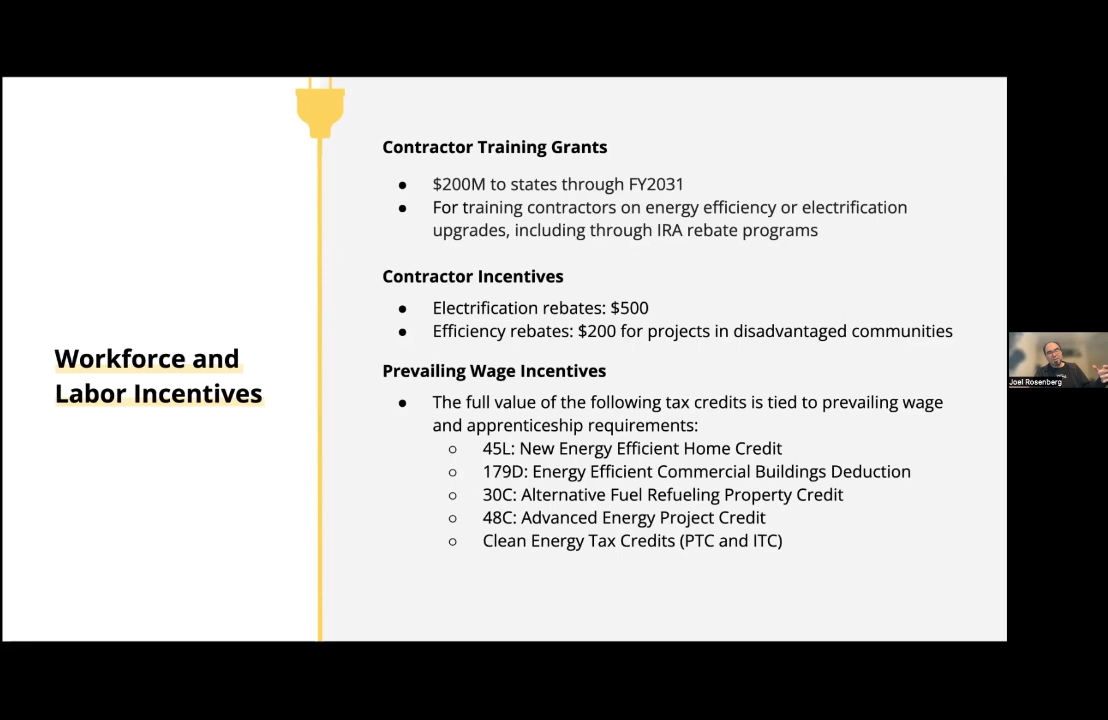 Workforce and
Labor Incentives
Contractor Training Grants
● $200M to states through FY2031
● For training contractors on energy efficiency or electrification
upgrades, including through IRA rebate programs
Contractor Incentives
● Electrification rebates: $500
● Efficiency rebates: $200 for projects in disadvantaged communities
Prevailing Wage Incentives
● The full value of the following tax credits is tied to prevailing wage
and apprenticeship requirements:
○ 45L: New Energy Efficient Home Credit
○ 179D: Energy Efficient Commercial Buildings Deduction
○ 30C: Alternative Fuel Refueling Property Credit
○ 48C: Advanced Energy Project Credit
○ Clean Energy Tax Credits (PTC and ITC)
Joel Rosenberg